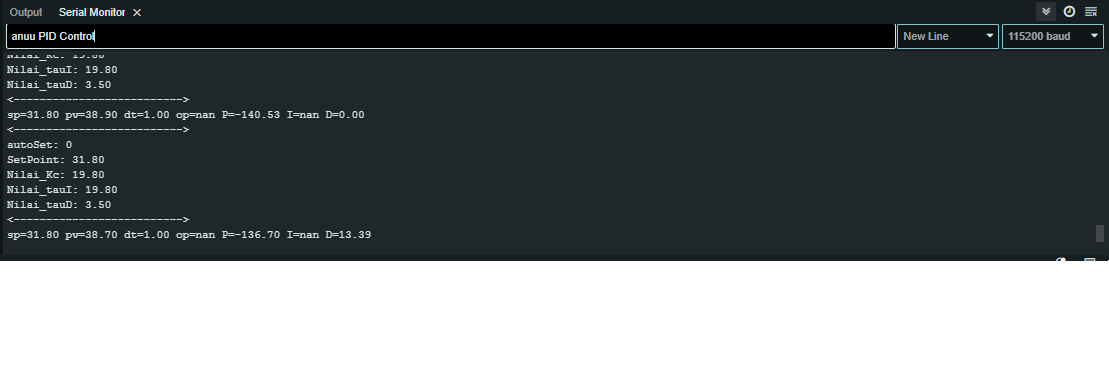 Output Serial Monitor
anuu PID Control
New Line 115200 baud
Nilai_Kc: 19.80
Nilai_tauI: 19.80
Nilai_tauD: 3.50
<-------------------------->
sp=31.80 pv=38.90 dt=1.00 op=nan P=-140.53 I=nan D=0.00
<-------------------------->
autoSet: 0
SetPoint: 31.80
Nilai_Kc: 19.80
Nilai_tauI: 19.80
Nilai_tauD: 3.50
<-------------------------->
sp=31.80 pv=38.70 dt=1.00 op=nan P=-136.70 I=nan D=13.39